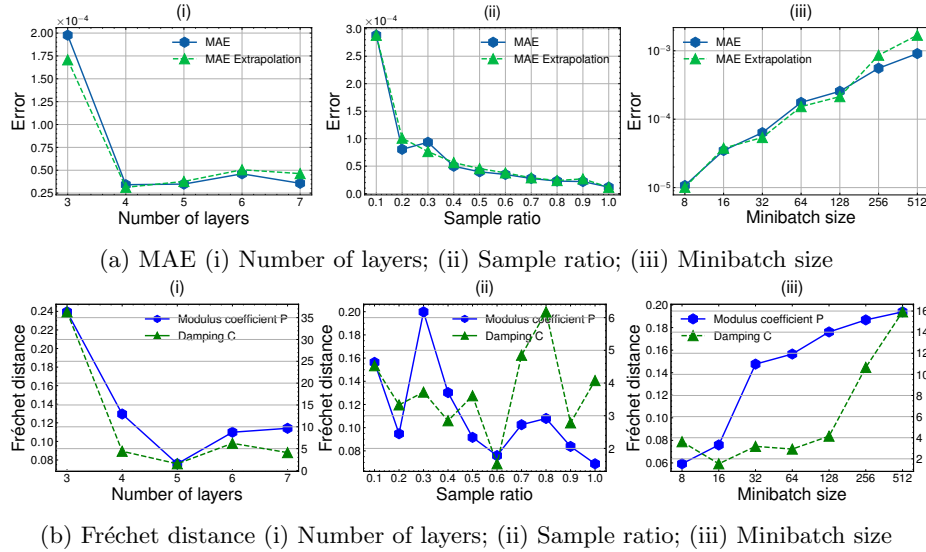 (i)
×10⁻⁴
2.00
1.75
1.50
1.25
1.00
0.75
0.50
0.25
Error
MAE
MAE Extrapolation
3 4 5 6 7
Number of layers
(ii)
×10⁻⁴
3.0
2.5
2.0
1.5
1.0
0.5
0.0
Error
MAE
MAE Extrapolation
0.1 0.2 0.3 0.4 0.5 0.6 0.7 0.8 0.9 1.0
Sample ratio
(iii)
10⁻³
10⁻⁴
10⁻⁵
Error
MAE
MAE Extrapolation
8 16 32 64 128 256 512
Minibatch size
(a) MAE (i) Number of layers; (ii) Sample ratio; (iii) Minibatch size
(i)
0.24
0.22
0.20
0.18
0.16
0.14
0.12
0.10
0.08
Fréchet distance
Modulus coefficient P
Damping C
35
30
25
20
15
10
5
0
3 4 5 6 7
Number of layers
(ii)
0.20
0.18
0.16
0.14
0.12
0.10
0.08
Fréchet distance
Modulus coefficient P
Damping C
6
5
4
3
2
0.1 0.2 0.3 0.4 0.5 0.6 0.7 0.8 0.9 1.0
Sample ratio
(iii)
0.20
0.18
0.16
0.14
0.12
0.10
0.08
0.06
Fréchet distance
Modulus coefficient P
Damping C
16
14
12
10
8
6
4
2
8 16 32 64 128 256 512
Minibatch size
(b) Fréchet distance (i) Number of layers; (ii) Sample ratio; (iii) Minibatch size